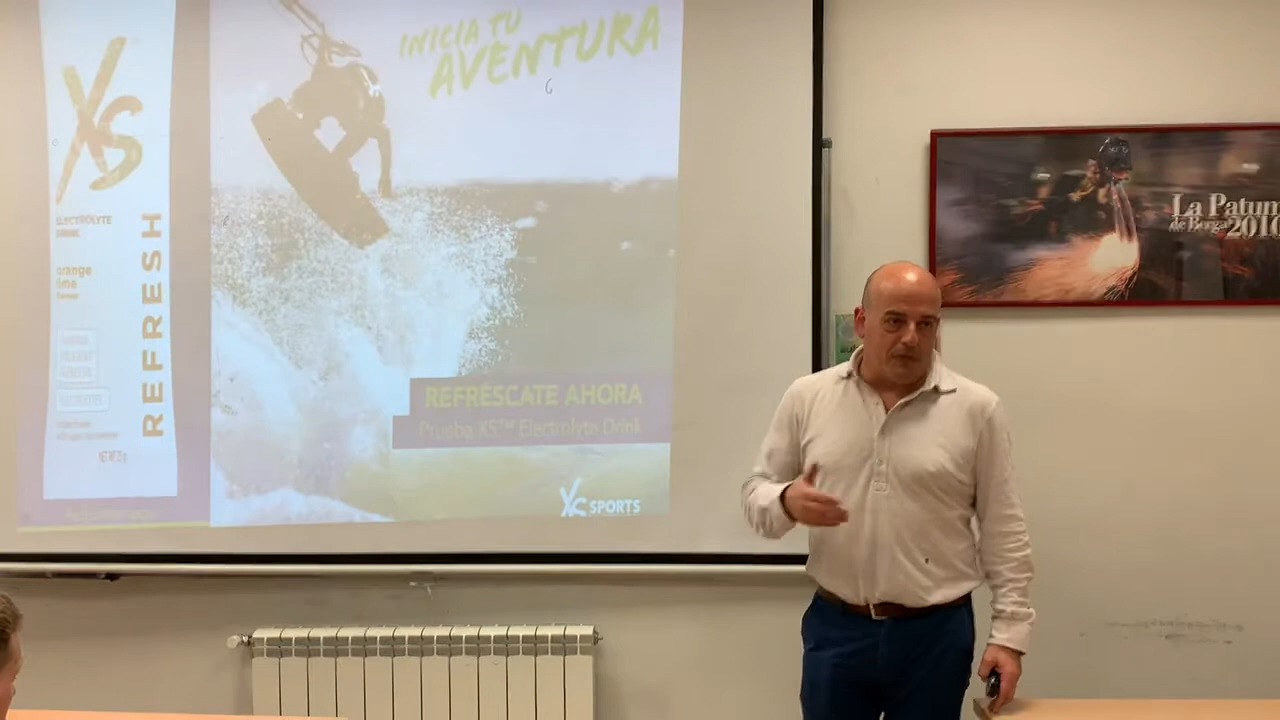 XS
ELECTROLYTE
DRINK
orange
lime
REFRESH
INICIA TU
AVENTURA
REFRÉSCATE AHORA
Prueba XS™ Electrolyte Drink
XS SPORTS
La Patum
de Berga 2010